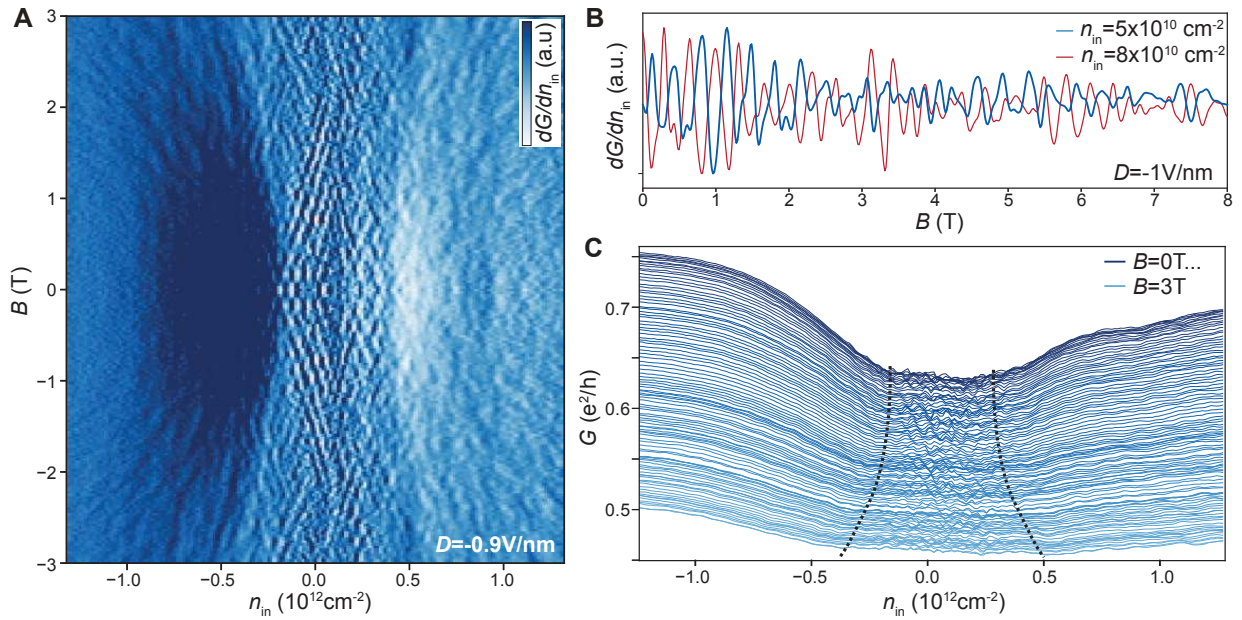 A
3
2
1
0
−1
−2
−3
B (T)
−1.0
−0.5
0.0
0.5
1.0
n_in (10^12cm^-2)
dG/dn_in (a.u)
D=-0.9V/nm
B
dG/dn_in (a.u.)
n_in=5x10^10 cm^-2
n_in=8x10^10 cm^-2
D=-1V/nm
0
1
2
3
4
5
6
7
8
B (T)
C
B=0T...
B=3T
0.7
0.6
0.5
G (e^2/h)
−1.0
−0.5
0.0
0.5
1.0
n_in (10^12cm^-2)